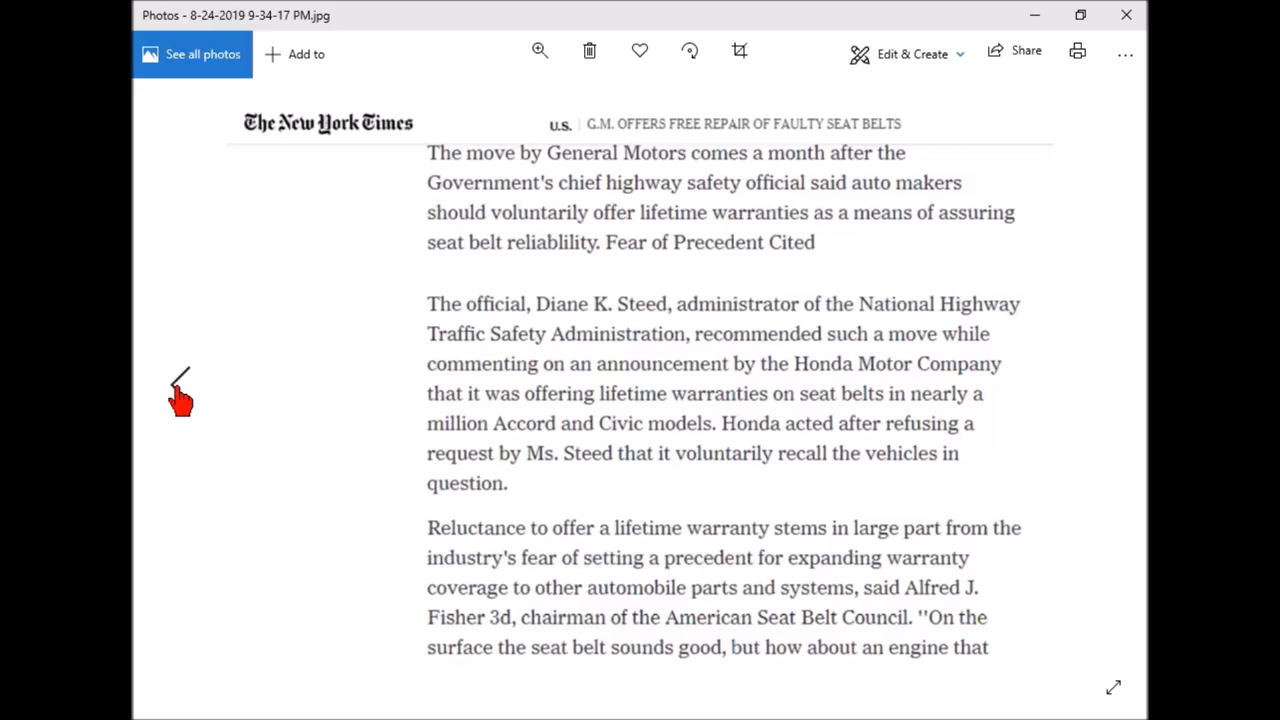 Photos - 8-24-2019 9-34-17 PM.jpg
See all photos
Add to
Edit & Create
Share
The New York Times
U.S. | G.M. OFFERS FREE REPAIR OF FAULTY SEAT BELTS
The move by General Motors comes a month after the
Government's chief highway safety official said auto makers
should voluntarily offer lifetime warranties as a means of assuring
seat belt reliablility. Fear of Precedent Cited
The official, Diane K. Steed, administrator of the National Highway
Traffic Safety Administration, recommended such a move while
commenting on an announcement by the Honda Motor Company
that it was offering lifetime warranties on seat belts in nearly a
million Accord and Civic models. Honda acted after refusing a
request by Ms. Steed that it voluntarily recall the vehicles in
question.
Reluctance to offer a lifetime warranty stems in large part from the
industry's fear of setting a precedent for expanding warranty
coverage to other automobile parts and systems, said Alfred J.
Fisher 3d, chairman of the American Seat Belt Council. ''On the
surface the seat belt sounds good, but how about an engine that